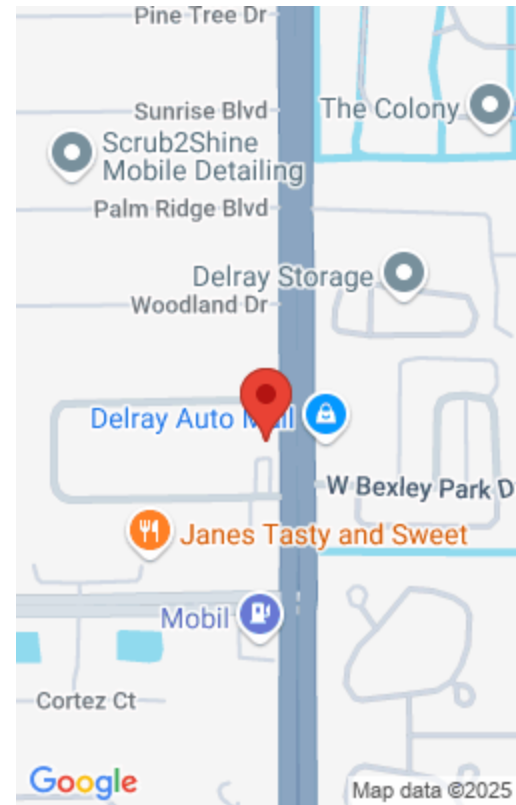 Pine Tree Dr
Sunrise Blvd
The Colony
Scrub2Shine
Mobile Detailing
Palm Ridge Blvd
Delray Storage
Woodland Dr
Delray Auto
W Bexley Park D
Janes Tasty and Sweet
Mobil
Cortez Ct
Google
Map data ©2025